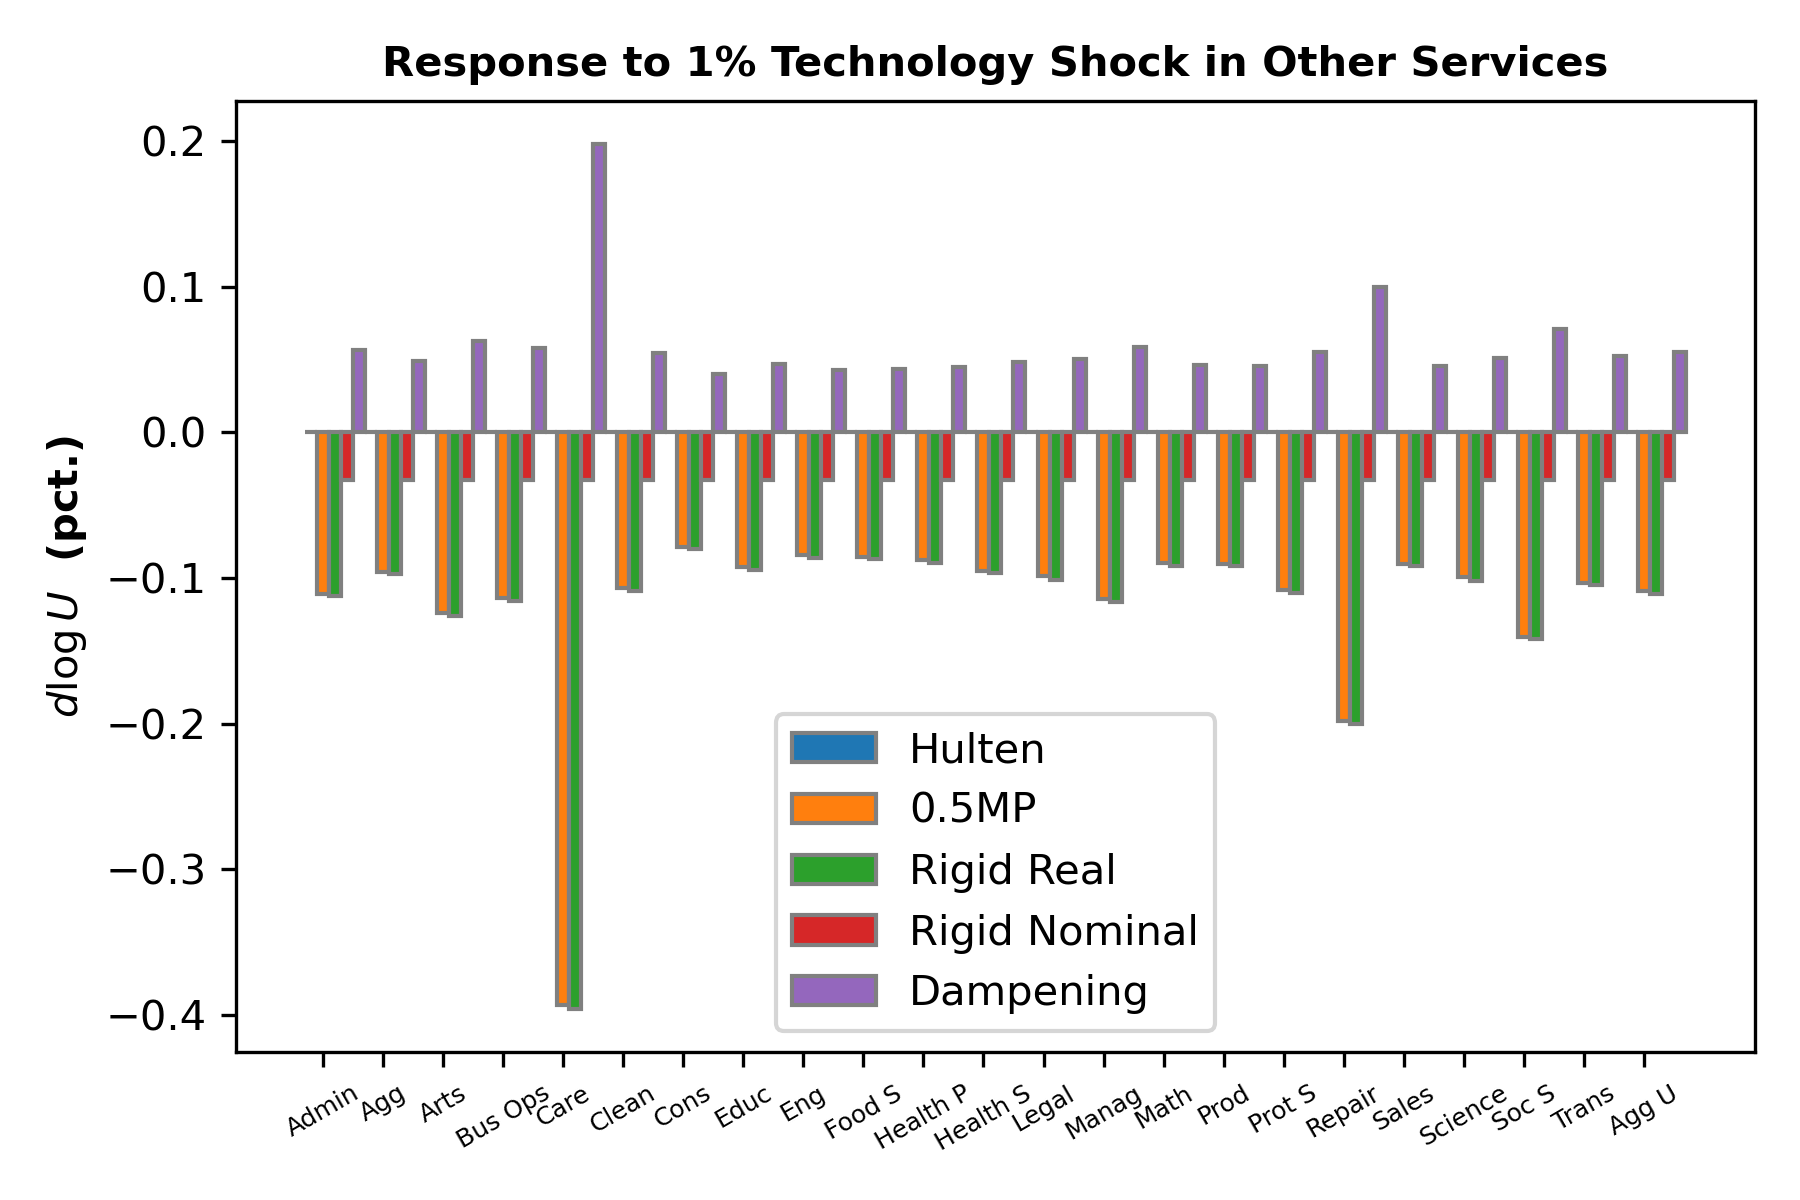 Response to 1% Technology Shock in Other Services
d log U (pct.)
0.2
0.1
0.0
−0.1
−0.2
−0.3
−0.4
Hulten
0.5MP
Rigid Real
Rigid Nominal
Dampening
Admin Agg Arts Bus Ops Care Clean Cons Educ Eng Food S Health P Health S Legal Manag Math Prod Prot S Repair Sales Science Soc S Trans Agg U